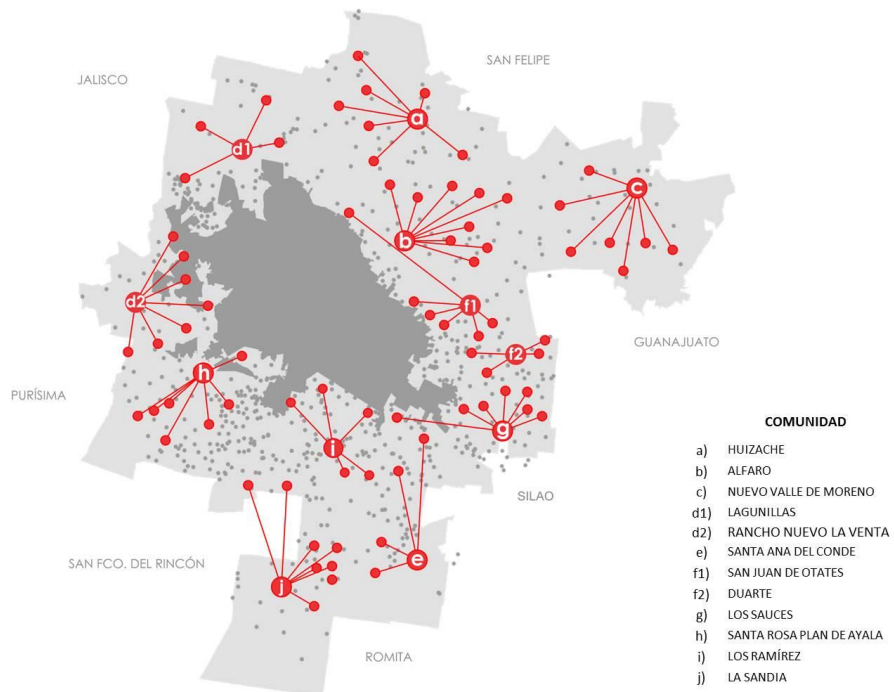 SAN FELIPE
JALISCO
a
d1
c
b
d2
f1
GUANAJUATO
f2
h
PURÍSIMA
g
i
SILAO
e
SAN FCO. DEL RINCÓN
j
ROMITA
COMUNIDAD
a) HUIZACHE
b) ALFARO
c) NUEVO VALLE DE MORENO
d1) LAGUNILLAS
d2) RANCHO NUEVO LA VENTA
e) SANTA ANA DEL CONDE
f1) SAN JUAN DE OTATES
f2) DUARTE
g) LOS SAUCES
h) SANTA ROSA PLAN DE AYALA
i) LOS RAMÍREZ
j) LA SANDIA